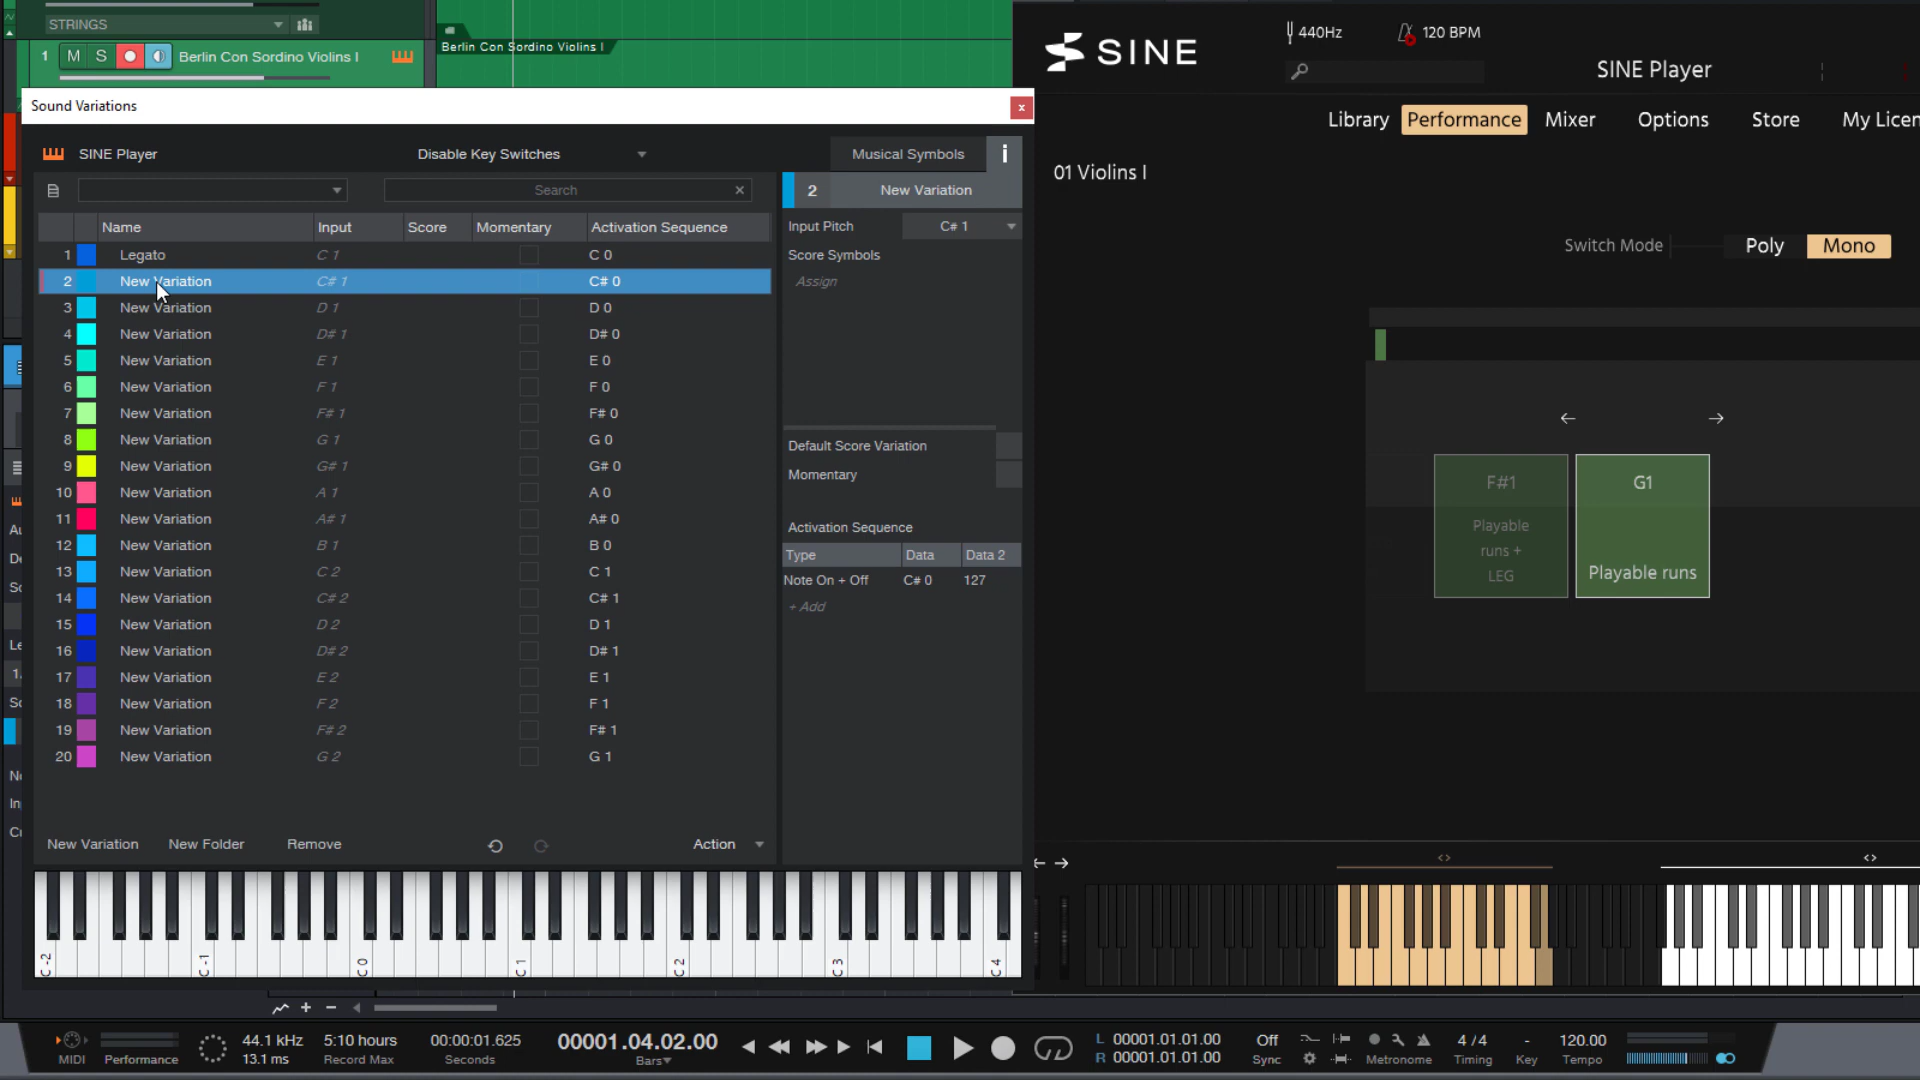 STRINGS
1 M S Berlin Con Sordino Violins I
Berlin Con Sordino Violins I
Sound Variations
x
SINE Player Disable Key Switches Musical Symbols i
Search ×
2 New Variation
Name Input Score Momentary Activation Sequence
1 Legato C 1 C 0
2 New Variation C# 1 C# 0
3 New Variation D 1 D 0
4 New Variation D# 1 D# 0
5 New Variation E 1 E 0
6 New Variation F 1 F 0
7 New Variation F# 1 F# 0
8 New Variation G 1 G 0
9 New Variation G# 1 G# 0
10 New Variation A 1 A 0
11 New Variation A# 1 A# 0
12 New Variation B 1 B 0
13 New Variation C 2 C 1
14 New Variation C# 2 C# 1
15 New Variation D 2 D 1
16 New Variation D# 2 D# 1
17 New Variation E 2 E 1
18 New Variation F 2 F 1
19 New Variation F# 2 F# 1
20 New Variation G 2 G 1
Input Pitch C# 1
Score Symbols
Assign
Default Score Variation
Momentary
Activation Sequence
Type Data Data 2
Note On + Off C# 0 127
+ Add
New Variation New Folder Remove Action
C -2 C -1 C 0 C 1 C 2 C 3 C 4
SINE
440Hz 120 BPM
SINE Player
Library Performance Mixer Options Store My Licen
01 Violins I
Switch Mode Poly Mono
F#1
Playable
runs +
LEG
G1
Playable runs
MIDI Performance
44.1 kHz
13.1 ms
5:10 hours
Record Max
00:00:01.625
Seconds
00001.04.02.00
Bars
L 00001.01.01.00
R 00001.01.01.00
Off
Sync
Metronome
4 / 4
Timing
-
Key
120.00
Tempo